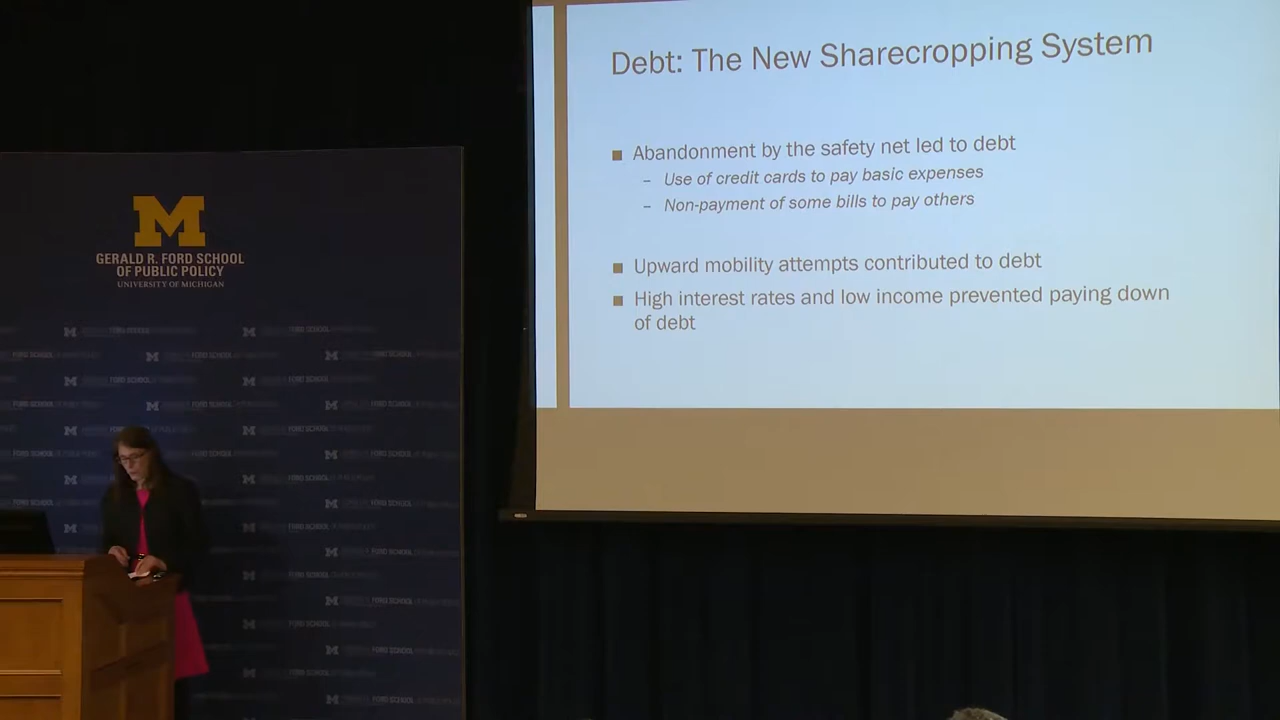 Debt: The New Sharecropping System
■ Abandonment by the safety net led to debt
– Use of credit cards to pay basic expenses
– Non-payment of some bills to pay others
■ Upward mobility attempts contributed to debt
■ High interest rates and low income prevented paying down
of debt
M
GERALD R. FORD SCHOOL
OF PUBLIC POLICY
UNIVERSITY OF MICHIGAN